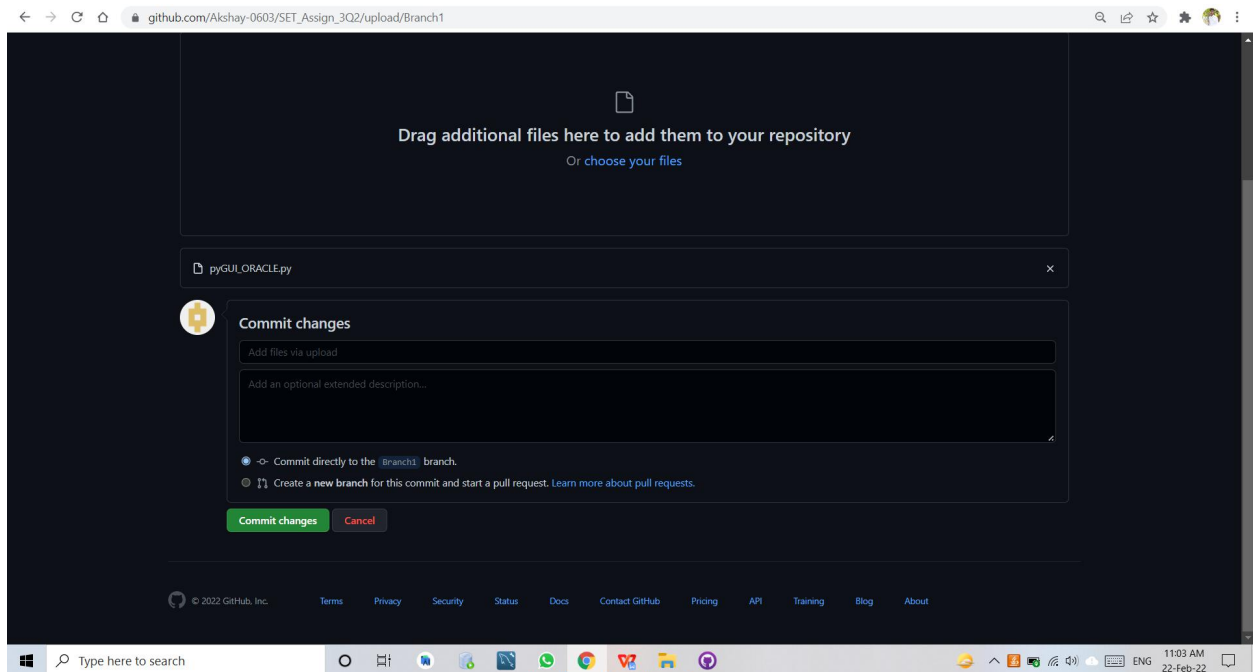 github.com/Akshay-0603/SET_Assign_3Q2/upload/Branch1
Drag additional files here to add them to your repository
Or choose your files
pyGUI_ORACLE.py
Commit changes
Add files via upload
Add an optional extended description...
Commit directly to the Branch1 branch.
Create a new branch for this commit and start a pull request. Learn more about pull requests.
Commit changes Cancel
© 2022 GitHub, Inc. Terms Privacy Security Status Docs Contact GitHub Pricing API Training Blog About
Type here to search
ENG
11:03 AM
22-Feb-22